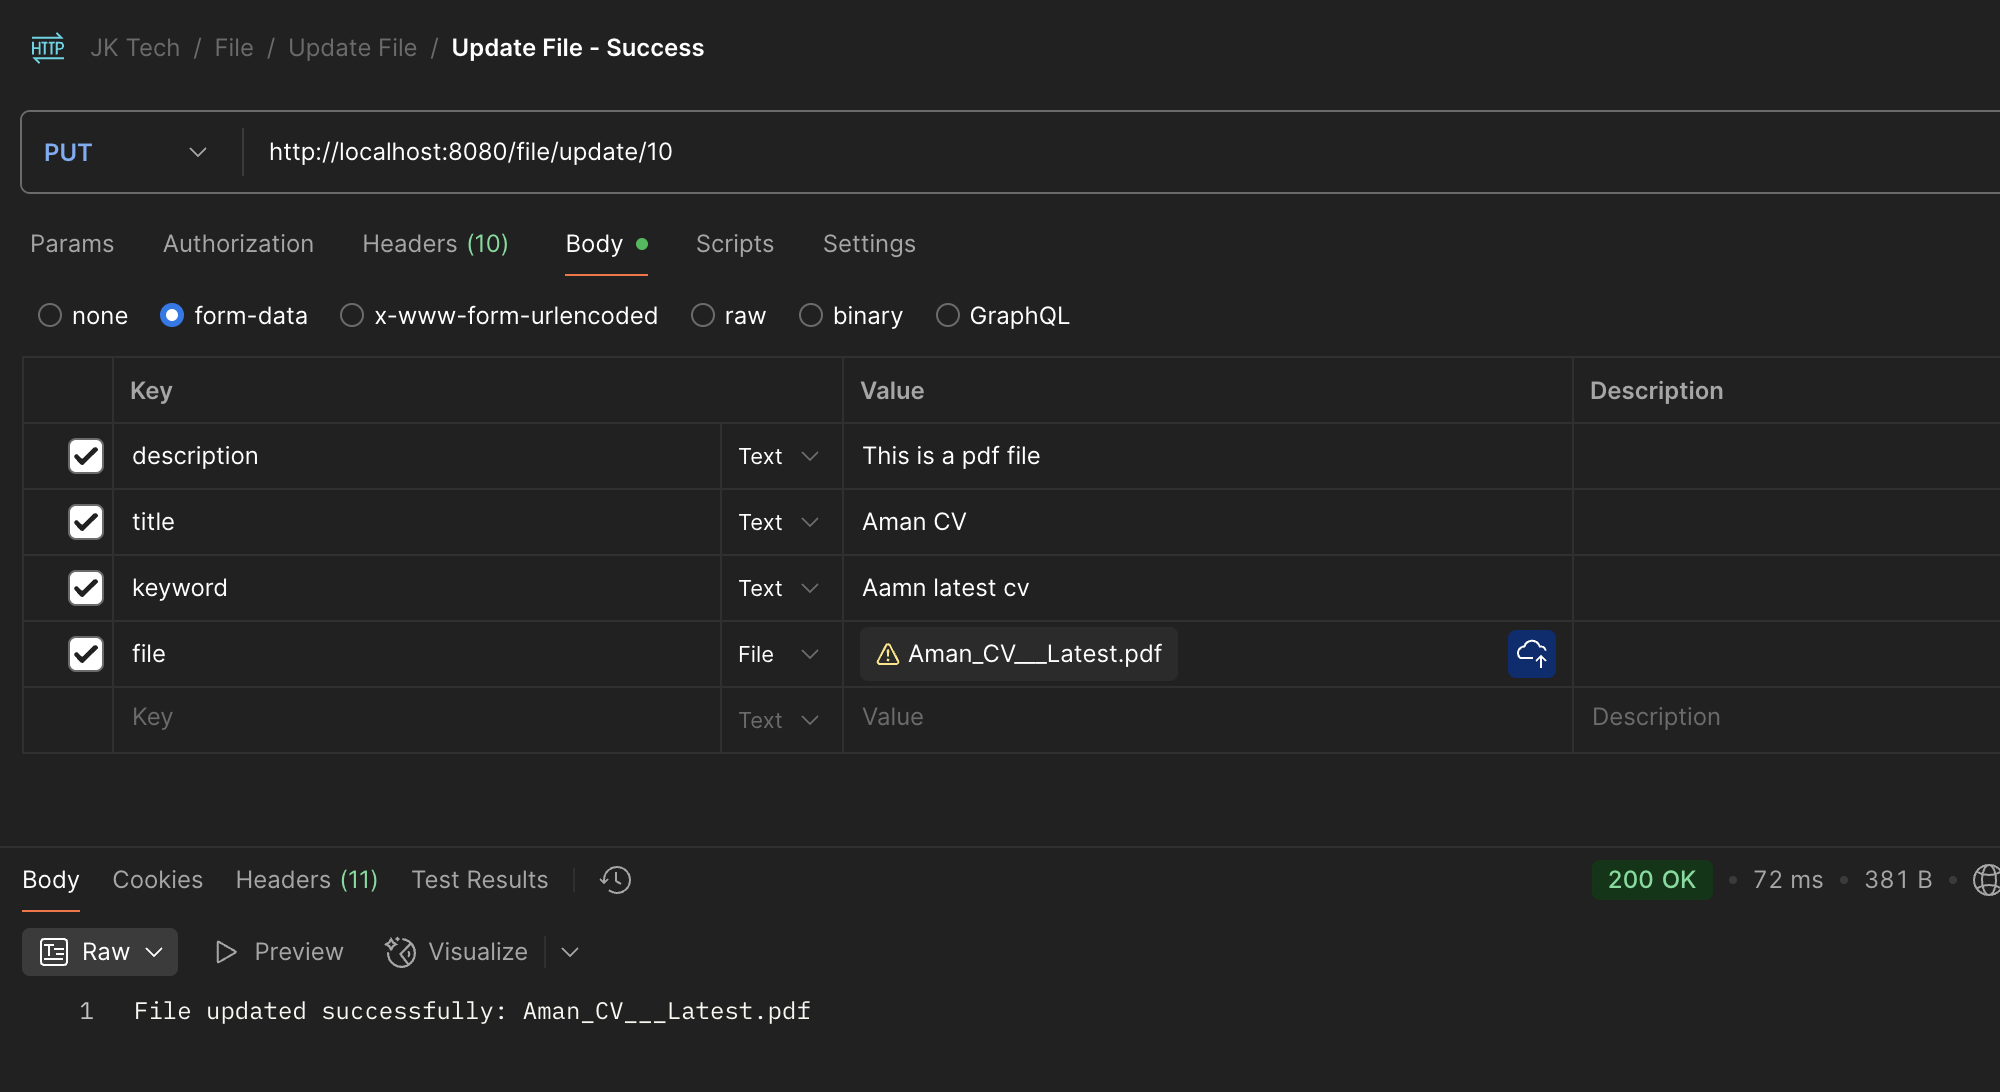 HTTP JK Tech / File / Update File / Update File - Success
PUT http://localhost:8080/file/update/10
Params Authorization Headers (10) Body Scripts Settings
none form-data x-www-form-urlencoded raw binary GraphQL
Key Value Description
description Text This is a pdf file
title Text Aman CV
keyword Text Aamn latest cv
file File Aman_CV___Latest.pdf
Key Text Value Description
Body Cookies Headers (11) Test Results 200 OK • 72 ms • 381 B •
Raw Preview Visualize
1 File updated successfully: Aman_CV___Latest.pdf